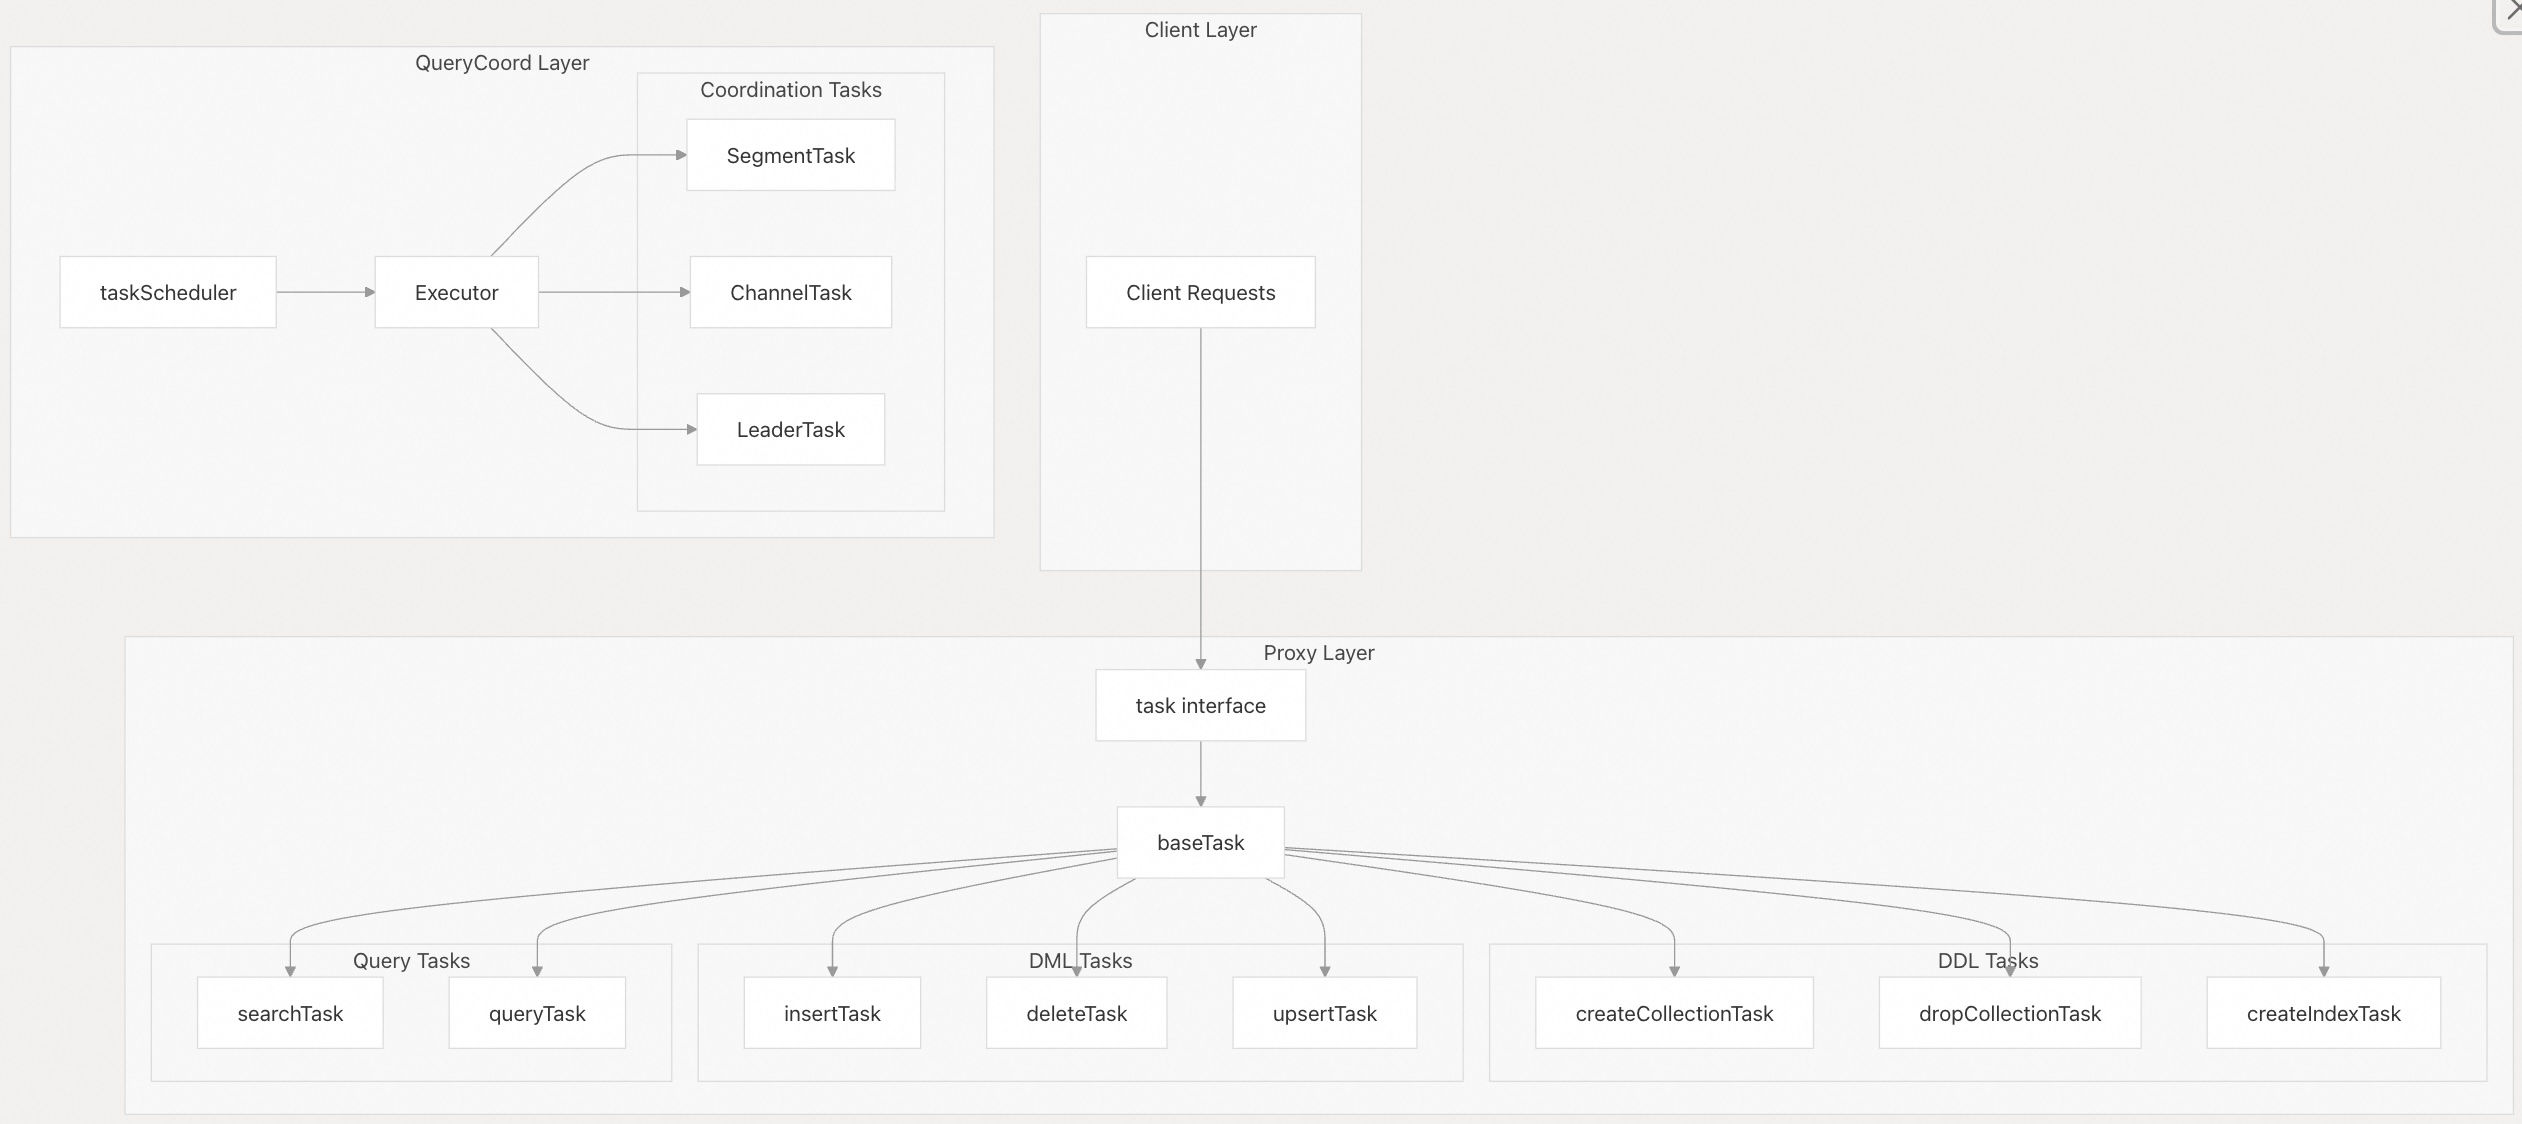 QueryCoord Layer
Coordination Tasks
SegmentTask
taskScheduler
Executor
ChannelTask
LeaderTask
Client Layer
Client Requests
Proxy Layer
task interface
baseTask
Query Tasks
searchTask
queryTask
DML Tasks
insertTask
deleteTask
upsertTask
DDL Tasks
createCollectionTask
dropCollectionTask
createIndexTask